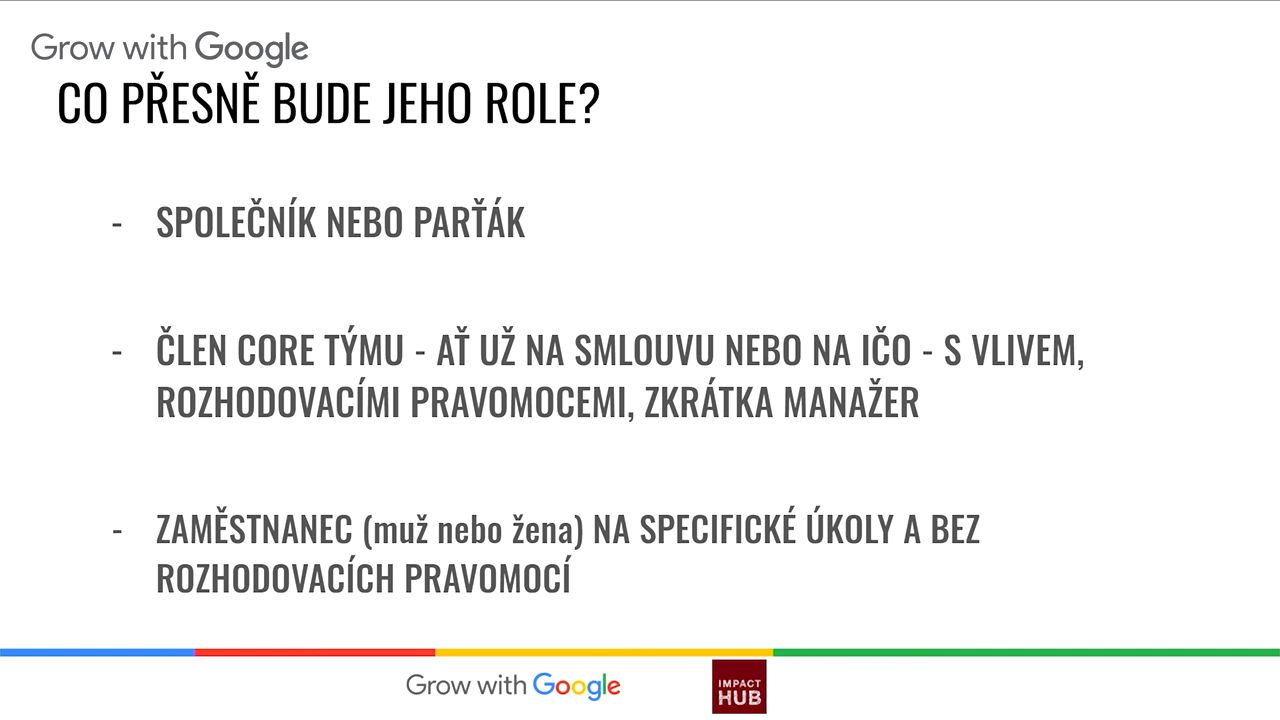 Grow with Google
CO PŘESNĚ BUDE JEHO ROLE?
- SPOLEČNÍK NEBO PARŤÁK
- ČLEN CORE TÝMU - AŤ UŽ NA SMLOUVU NEBO NA IČO - S VLIVEM,
ROZHODOVACÍMI PRAVOMOCEMI, ZKRÁTKA MANAŽER
- ZAMĚSTNANEC (muž nebo žena) NA SPECIFICKÉ ÚKOLY A BEZ
ROZHODOVACÍCH PRAVOMOCÍ
Grow with Google
IMPACT
HUB